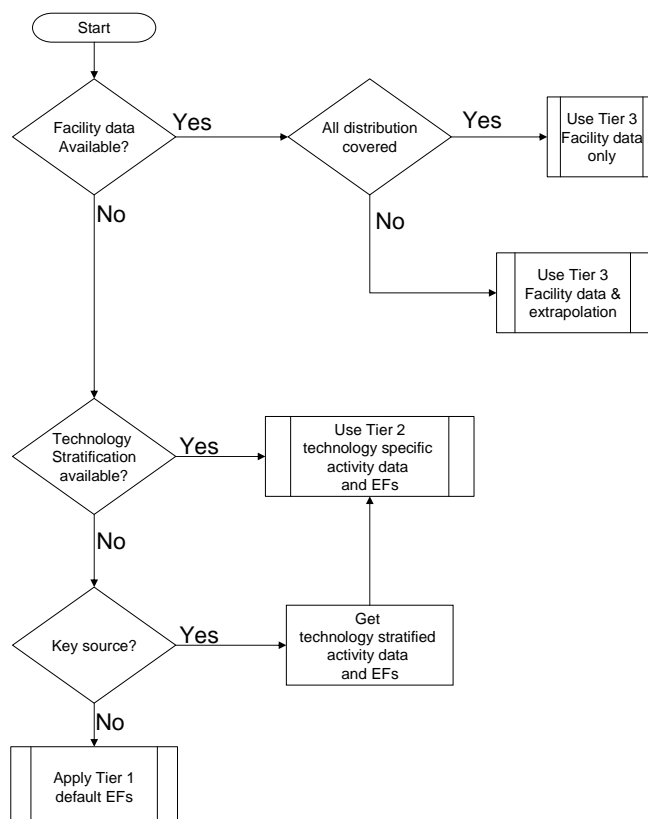 Start
Facility data
Available?
Yes
All distribution
covered
Yes
Use Tier 3
Facility data
only
No
No
Use Tier 3
Facility data &
extrapolation
Technology
Stratification
available?
Yes
Use Tier 2
technology specific
activity data
and EFs
No
Key source?
Yes
Get
technology stratified
activity data
and EFs
No
Apply Tier 1
default EFs